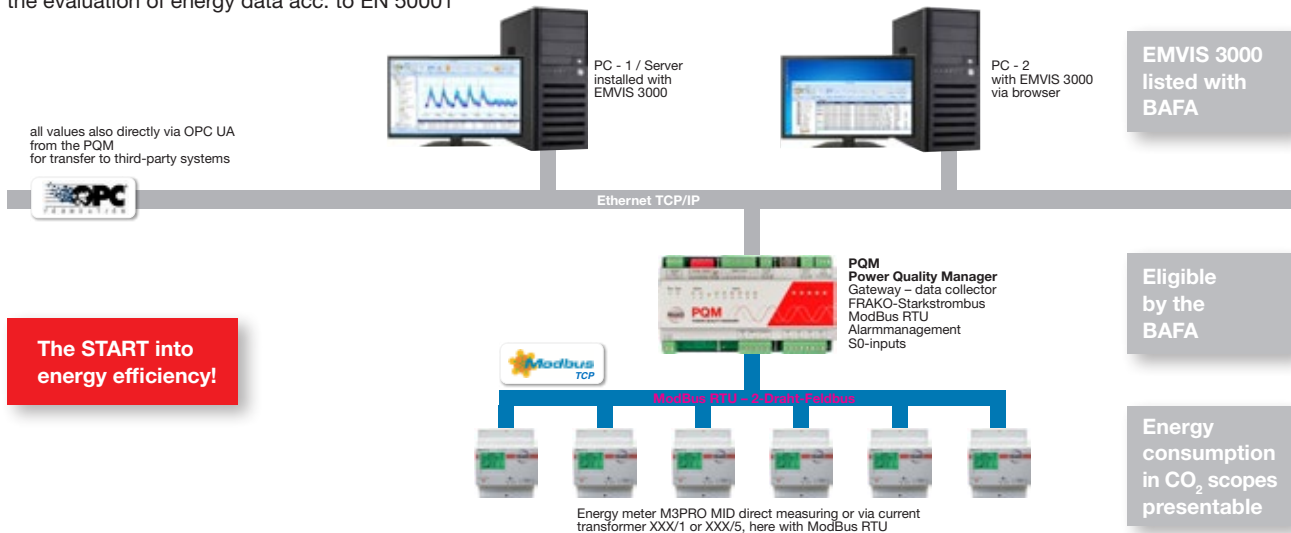 the evaluation of energy data acc. to EN 50001
PC - 1 / Server
installed with
EMVIS 3000
PC - 2
with EMVIS 3000
via browser
EMVIS 3000
listed with
BAFA
all values also directly via OPC UA
from the PQM
for transfer to third-party systems
OPC
FOUNDATION
Ethernet TCP/IP
PQM
Power Quality Manager
Gateway – data collector
FRAKO-Starkstrombus
ModBus RTU
Alarmmanagement
S0-inputs
PQM
Eligible
by the
BAFA
The START into
energy efficiency!
Modbus
TCP
ModBus RTU – 2-Draht-Feldbus
Energy meter M3PRO MID direct measuring or via current
transformer XXX/1 or XXX/5, here with ModBus RTU
Energy
consumption
in CO₂ scopes
presentable